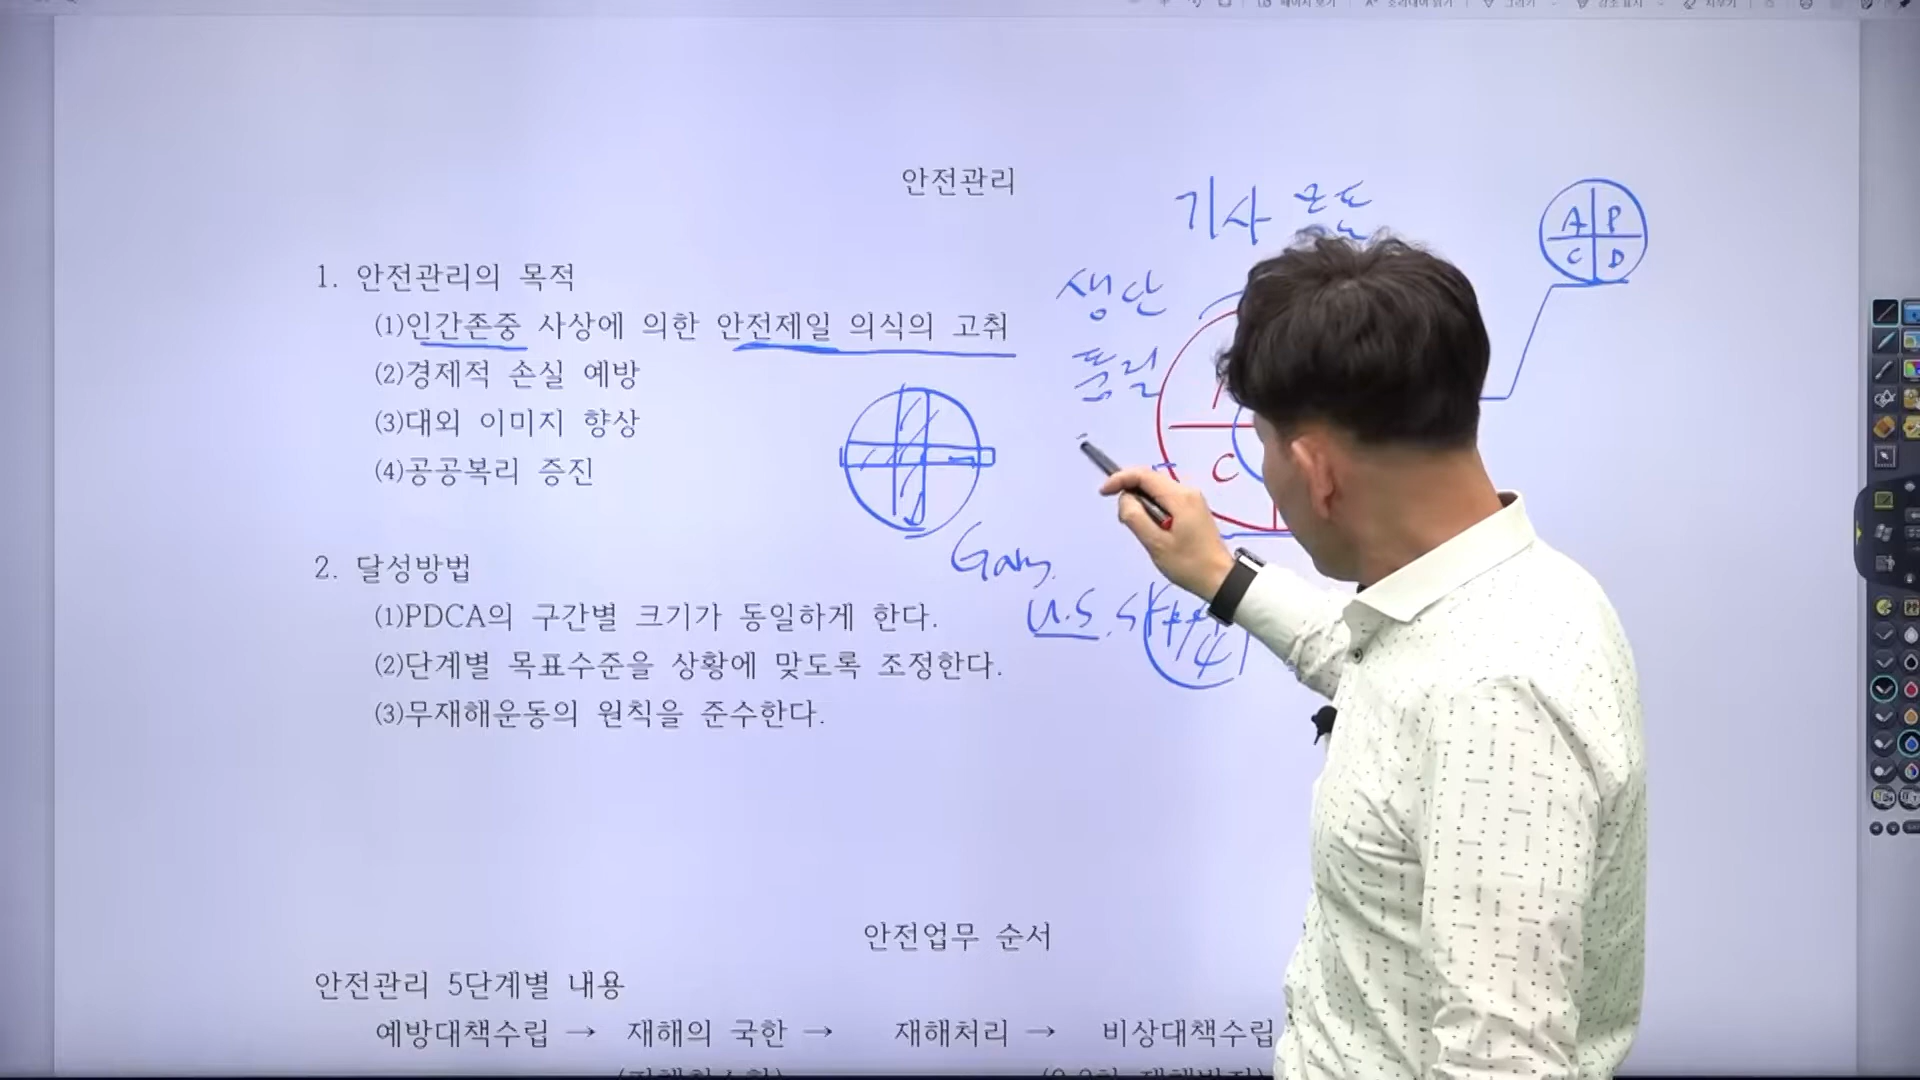 안전관리
1. 안전관리의 목적
(1)인간존중 사상에 의한 안전제일 의식의 고취
(2)경제적 손실 예방
(3)대외 이미지 향상
(4)공공복리 증진
2. 달성방법
(1)PDCA의 구간별 크기가 동일하게 한다.
(2)단계별 목표수준을 상황에 맞도록 조정한다.
(3)무재해운동의 원칙을 준수한다.
기사
A P
C D
C
U.S.
안전업무 순서
안전관리 5단계별 내용
예방대책수립 → 재해의 국한 → 재해처리 → 비상대책수립